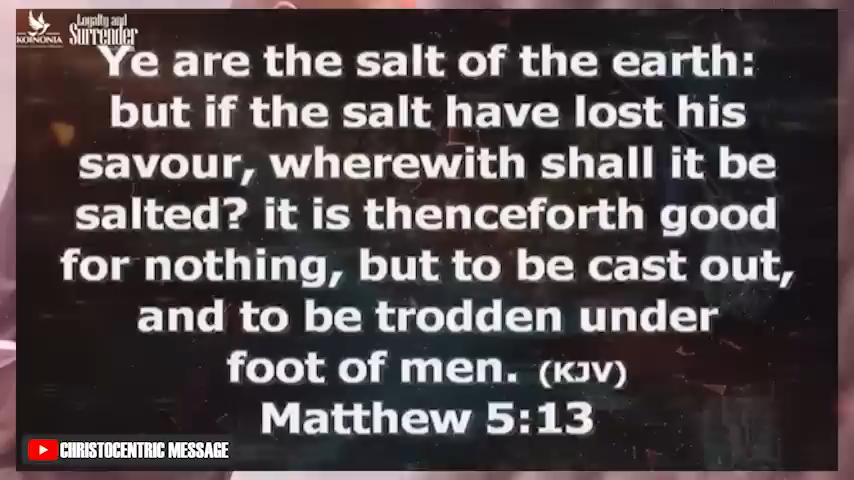 KOINONIA
Loyalty and
Surrender
Ye are the salt of the earth:
but if the salt have lost his
savour, wherewith shall it be
salted? it is thenceforth good
for nothing, but to be cast out,
and to be trodden under
foot of men. (KJV)
Matthew 5:13
CHRISTOCENTRIC MESSAGE